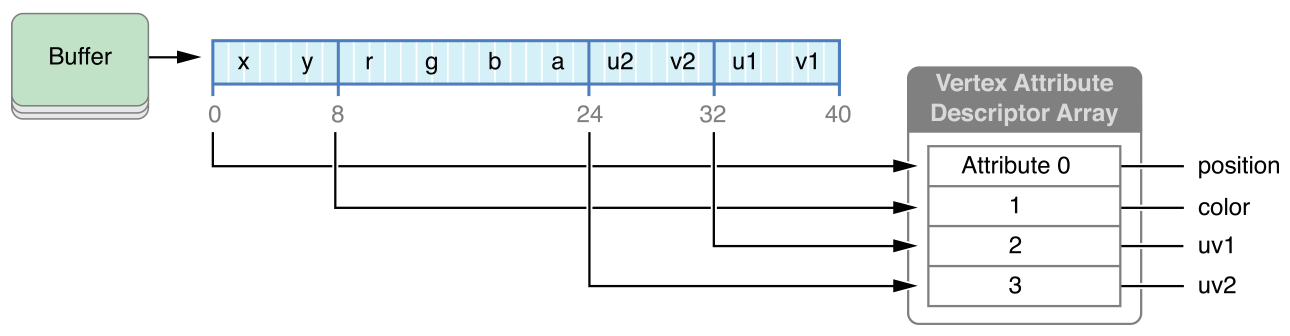 Buffer
x y r g b a u2 v2 u1 v1
0 8 24 32 40
Vertex Attribute
Descriptor Array
Attribute 0 position
1 color
2 uv1
3 uv2